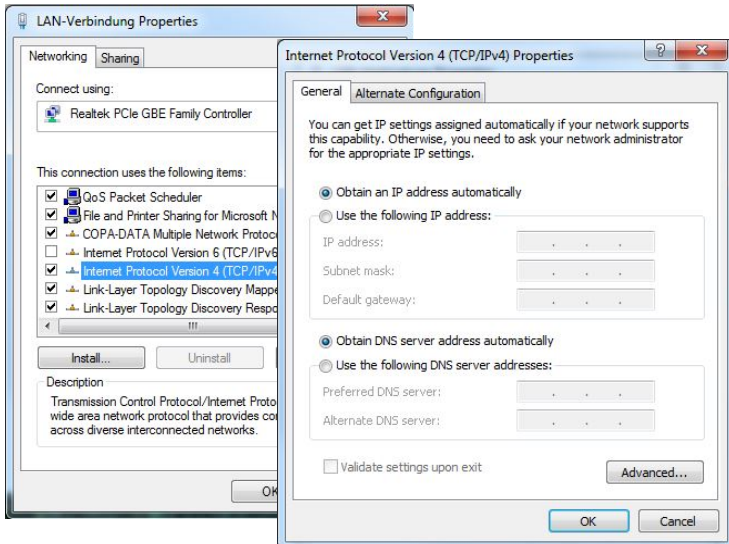 LAN-Verbindung Properties
Networking
Sharing
Connect using:
Realtek PCIe GBE Family Controller
This connection uses the following items:
QoS Packet Scheduler
File and Printer Sharing for Microsoft N
COPA-DATA Multiple Network Protoc
Internet Protocol Version 6 (TCP/IPv6
Internet Protocol Version 4 (TCP/IPv4
Link-Layer Topology Discovery Mappe
Link-Layer Topology Discovery Respo
Install...
Uninstall
Description
Transmission Control Protocol/Internet Proto
wide area network protocol that provides co
across diverse interconnected networks.
OK
Internet Protocol Version 4 (TCP/IPv4) Properties
General
Alternate Configuration
You can get IP settings assigned automatically if your network supports
this capability. Otherwise, you need to ask your network administrator
for the appropriate IP settings.
Obtain an IP address automatically
Use the following IP address:
IP address:
Subnet mask:
Default gateway:
Obtain DNS server address automatically
Use the following DNS server addresses:
Preferred DNS server:
Alternate DNS server:
Validate settings upon exit
Advanced...
OK
Cancel